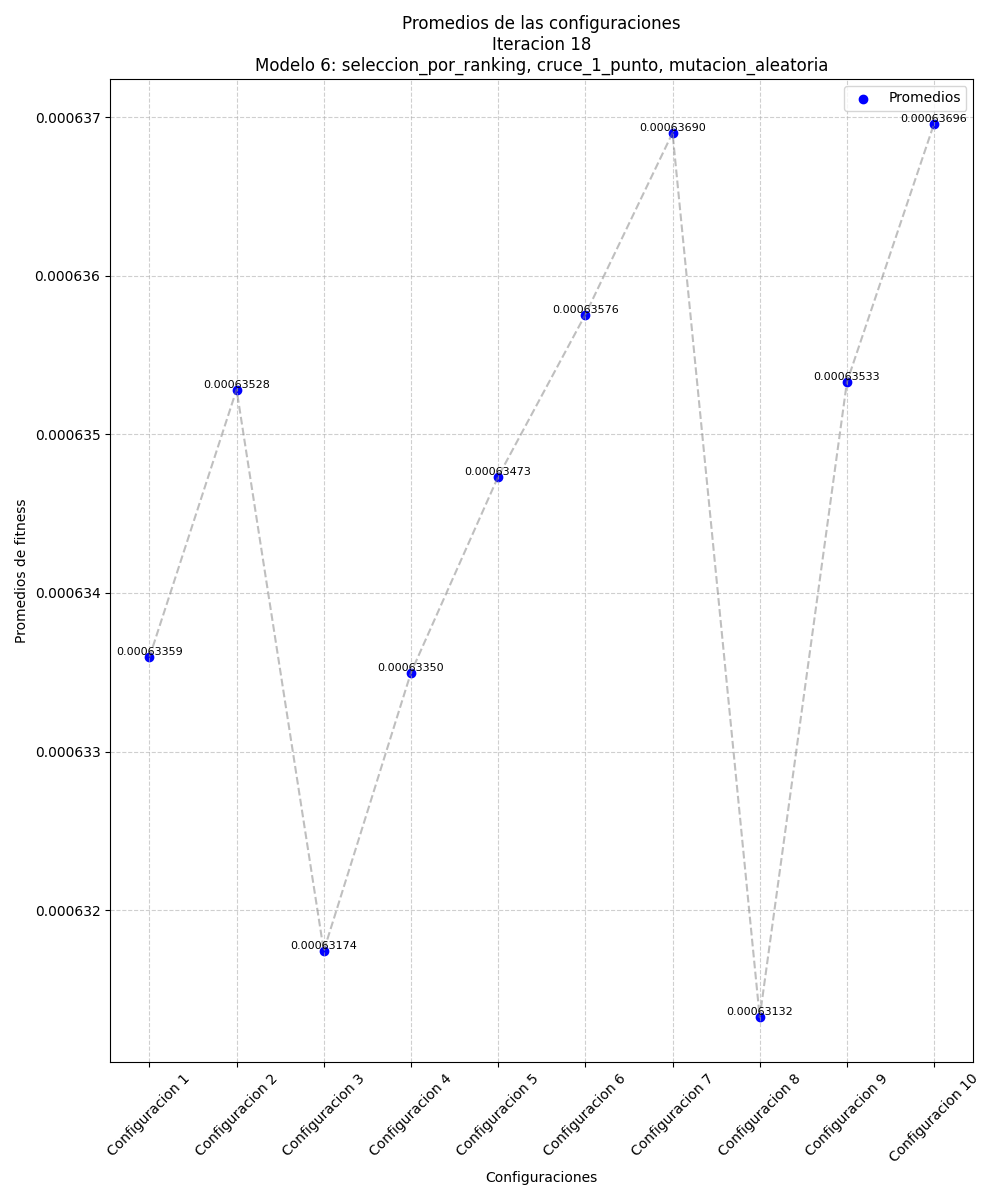 Promedios de las configuraciones
Iteracion 18
Modelo 6: seleccion_por_ranking, cruce_1_punto, mutacion_aleatoria
Promedios
0.000637
0.000636
0.000635
0.000634
0.000633
0.000632
Promedios de fitness
0.00063359
0.00063528
0.00063174
0.00063350
0.00063473
0.00063576
0.00063690
0.00063132
0.00063533
0.00063696
Configuracion 1
Configuracion 2
Configuracion 3
Configuracion 4
Configuracion 5
Configuracion 6
Configuracion 7
Configuracion 8
Configuracion 9
Configuracion 10
Configuraciones